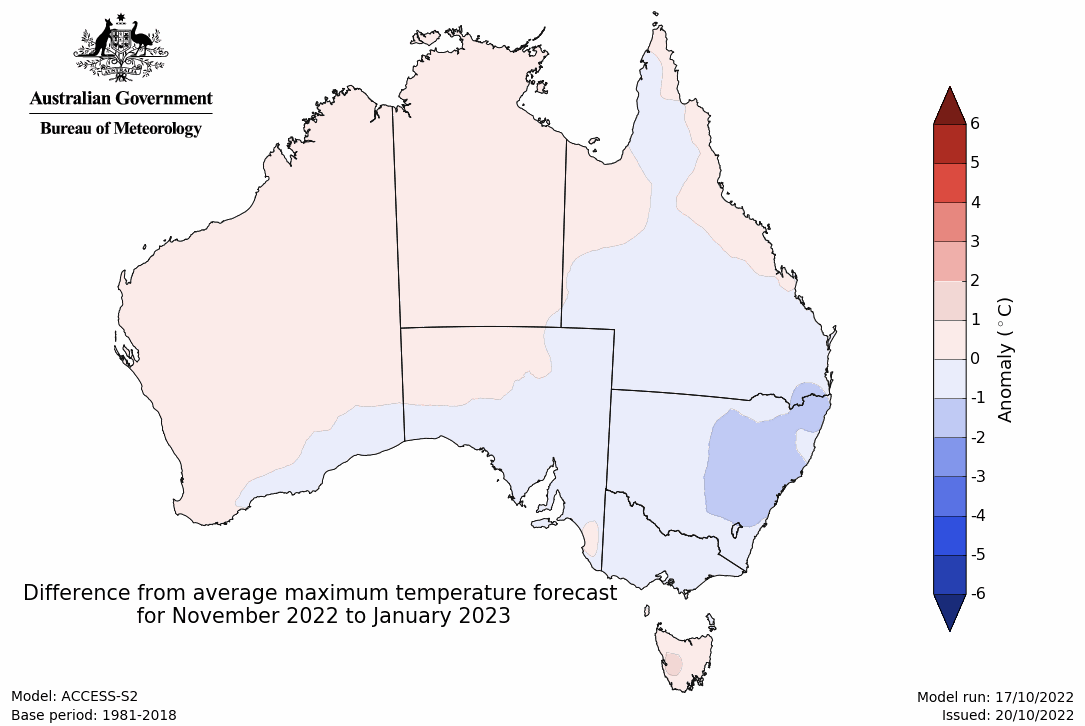 Australian Government
Bureau of Meteorology
6
5
4
3
2
1
0
-1
-2
-3
-4
-5
-6
Anomaly (°C)
Difference from average maximum temperature forecast
for November 2022 to January 2023
Model: ACCESS-S2
Base period: 1981-2018
Model run: 17/10/2022
Issued: 20/10/2022